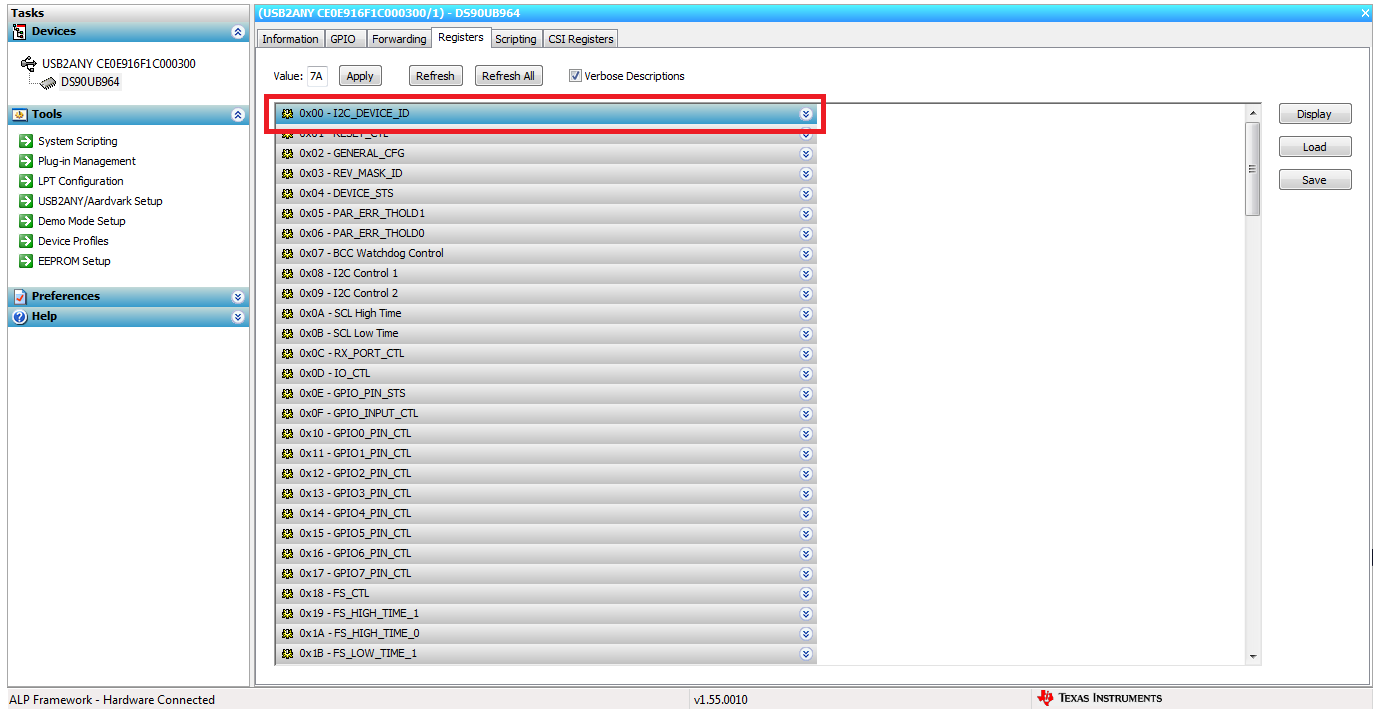 Tasks
Devices
USB2ANY CE0E916F1C000300
DS90UB964
Tools
System Scripting
Plug-in Management
LPT Configuration
USB2ANY/Aardvark Setup
Demo Mode Setup
Device Profiles
EEPROM Setup
Preferences
Help
(USB2ANY CE0E916F1C000300/1) - DS90UB964
Information GPIO Forwarding Registers Scripting CSI Registers
Value: 7A Apply Refresh Refresh All Verbose Descriptions
0x00 - I2C_DEVICE_ID
0x01 - RESET_CTL
0x02 - GENERAL_CFG
0x03 - REV_MASK_ID
0x04 - DEVICE_STS
0x05 - PAR_ERR_THOLD1
0x06 - PAR_ERR_THOLD0
0x07 - BCC Watchdog Control
0x08 - I2C Control 1
0x09 - I2C Control 2
0x0A - SCL High Time
0x0B - SCL Low Time
0x0C - RX_PORT_CTL
0x0D - IO_CTL
0x0E - GPIO_PIN_STS
0x0F - GPIO_INPUT_CTL
0x10 - GPIO0_PIN_CTL
0x11 - GPIO1_PIN_CTL
0x12 - GPIO2_PIN_CTL
0x13 - GPIO3_PIN_CTL
0x14 - GPIO4_PIN_CTL
0x15 - GPIO5_PIN_CTL
0x16 - GPIO6_PIN_CTL
0x17 - GPIO7_PIN_CTL
0x18 - FS_CTL
0x19 - FS_HIGH_TIME_1
0x1A - FS_HIGH_TIME_0
0x1B - FS_LOW_TIME_1
Display
Load
Save
ALP Framework - Hardware Connected
v1.55.0010
TEXAS INSTRUMENTS